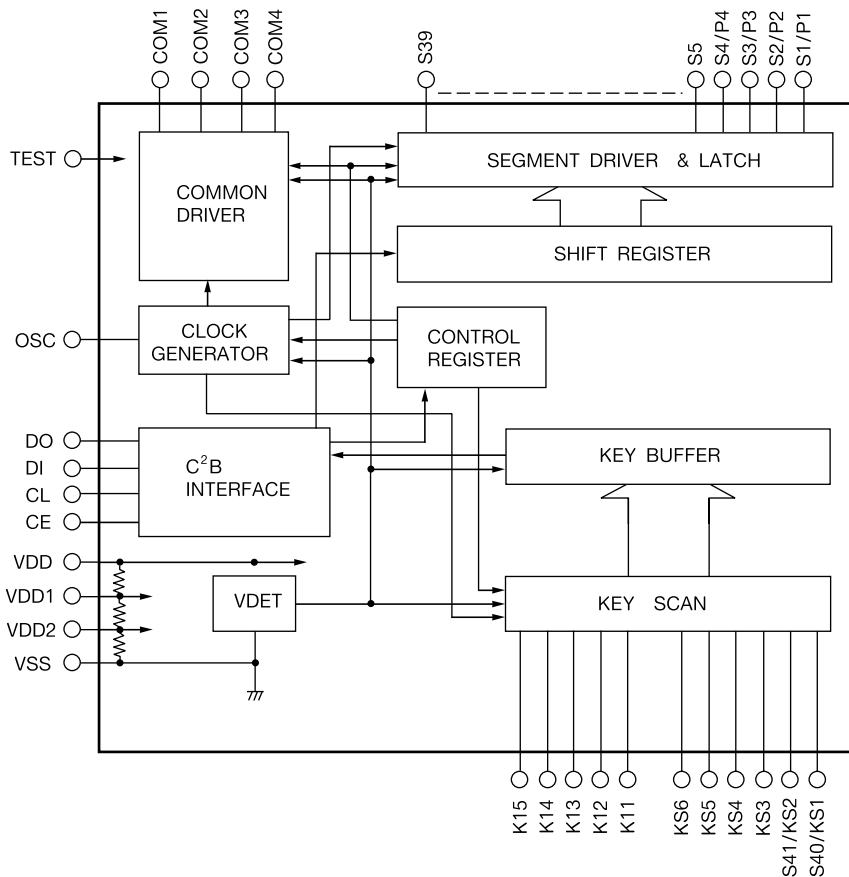 COM1
COM2
COM3
COM4
S39
S5
S4/P4
S3/P3
S2/P2
S1/P1
TEST
COMMON
DRIVER
SEGMENT DRIVER & LATCH
SHIFT REGISTER
OSC
CLOCK
GENERATOR
CONTROL
REGISTER
DO
DI
CL
CE
C²B
INTERFACE
KEY BUFFER
VDD
VDD1
VDD2
VSS
VDET
KEY SCAN
K15
K14
K13
K12
K11
KS6
KS5
KS4
KS3
S41/KS2
S40/KS1